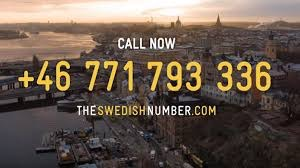 CALL NOW
+46 771 793 336
THESWEDISHNUMBER.COM